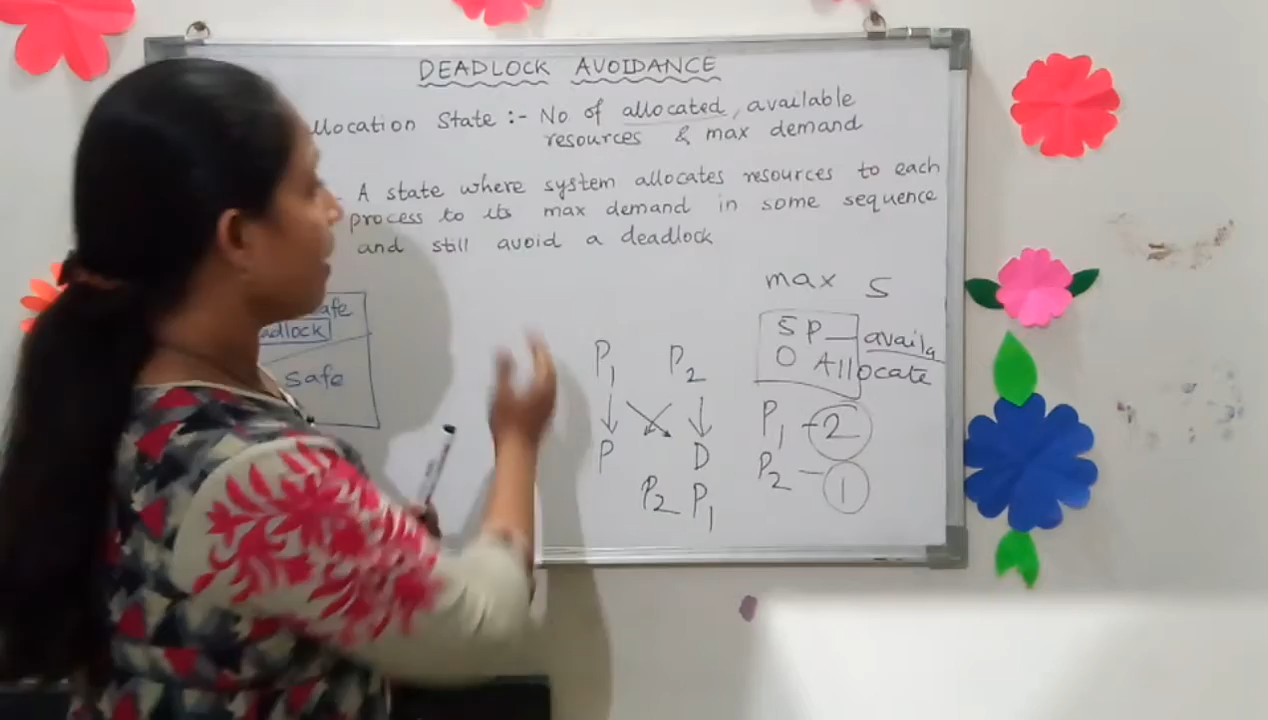 DEADLOCK AVOIDANCE
llocation State :- No of allocated, available
resources & max demand
A state where system allocates resources to each
process to its max demand in some sequence
and still avoid a deadlock
max 5
5 P availa
0 Allocate
afe
adlock
safe
P1 P2
P D
P2 P1
P1 - 2
P2 - 1